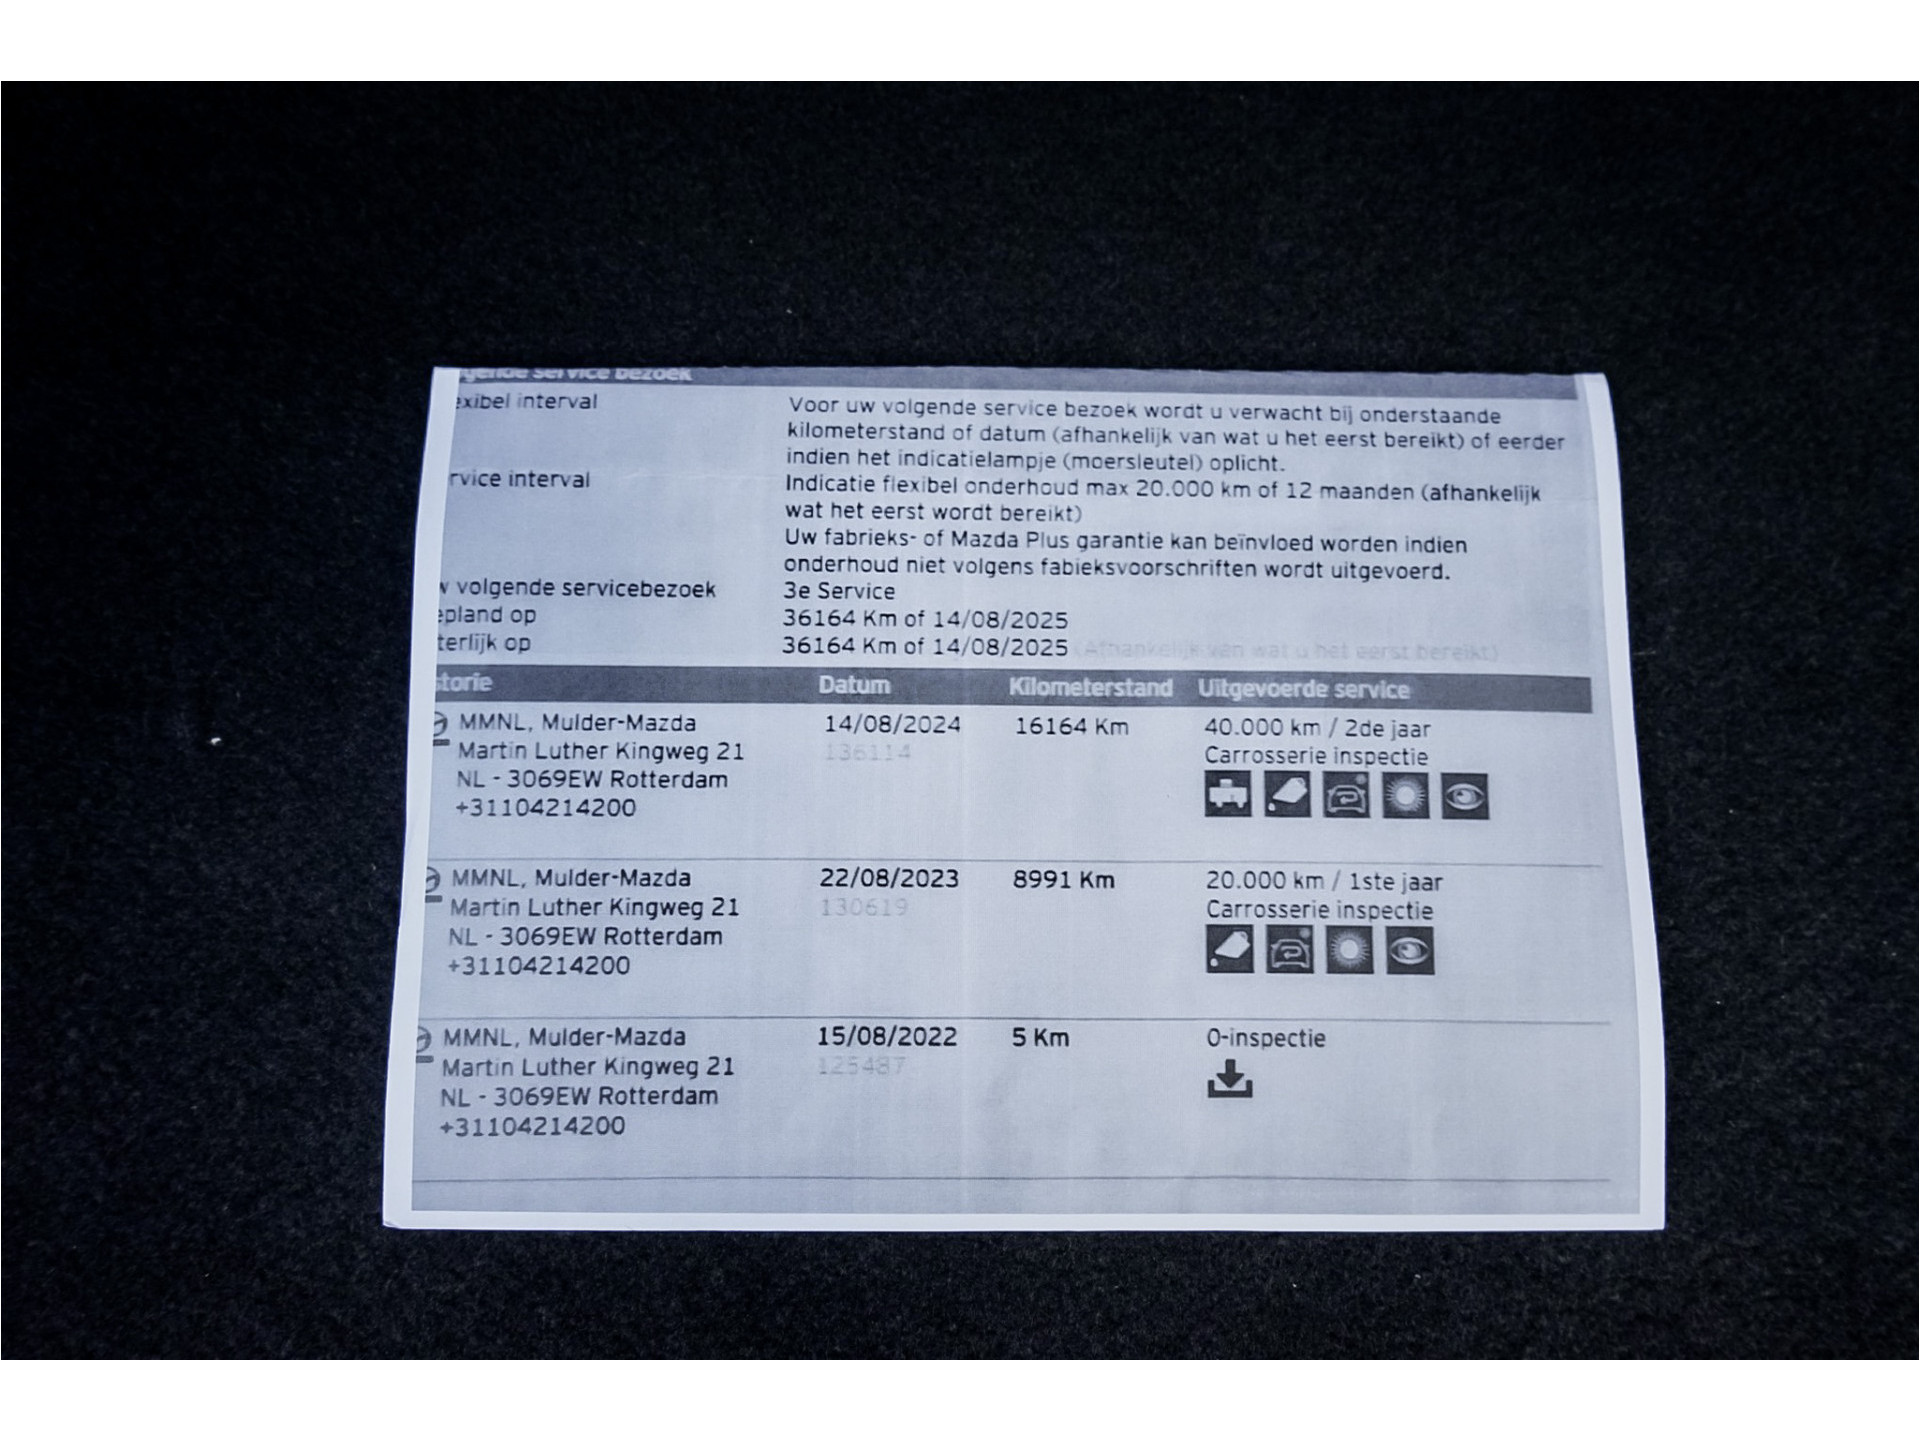 gende service bezoek
exibel interval
Voor uw volgende service bezoek wordt u verwacht bij onderstaande
kilometerstand of datum (afhankelijk van wat u het eerst bereikt) of eerder
indien het indicatielampje (moersleutel) oplicht.
rvice interval
Indicatie flexibel onderhoud max 20.000 km of 12 maanden (afhankelijk
wat het eerst wordt bereikt)
Uw fabrieks- of Mazda Plus garantie kan beïnvloed worden indien
onderhoud niet volgens fabieksvoorschriften wordt uitgevoerd.
w volgende servicebezoek 3e Service
epland op 36164 Km of 14/08/2025
terlijk op 36164 Km of 14/08/2025 (Afhankelijk van wat u het eerst bereikt)
storie Datum Kilometerstand Uitgevoerde service
MMNL, Mulder-Mazda 14/08/2024 16164 Km 40.000 km / 2de jaar
Martin Luther Kingweg 21 136114 Carrosserie inspectie
NL - 3069EW Rotterdam
+31104214200
MMNL, Mulder-Mazda 22/08/2023 8991 Km 20.000 km / 1ste jaar
Martin Luther Kingweg 21 130619 Carrosserie inspectie
NL - 3069EW Rotterdam
+31104214200
MMNL, Mulder-Mazda 15/08/2022 5 Km 0-inspectie
Martin Luther Kingweg 21 125487
NL - 3069EW Rotterdam
+31104214200